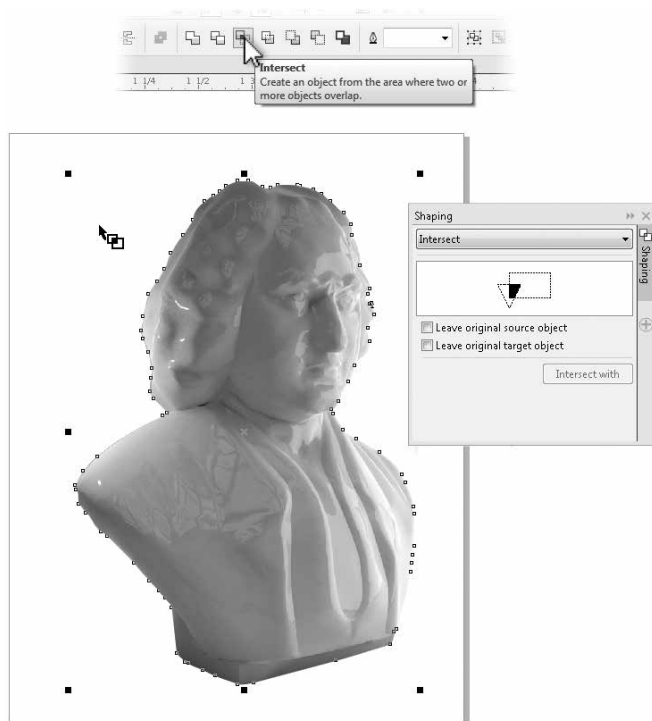 Intersect
Create an object from the area where two or
more objects overlap.
1 1/4 1 1/2
Shaping
Intersect
Shaping
Leave original source object
Leave original target object
Intersect with